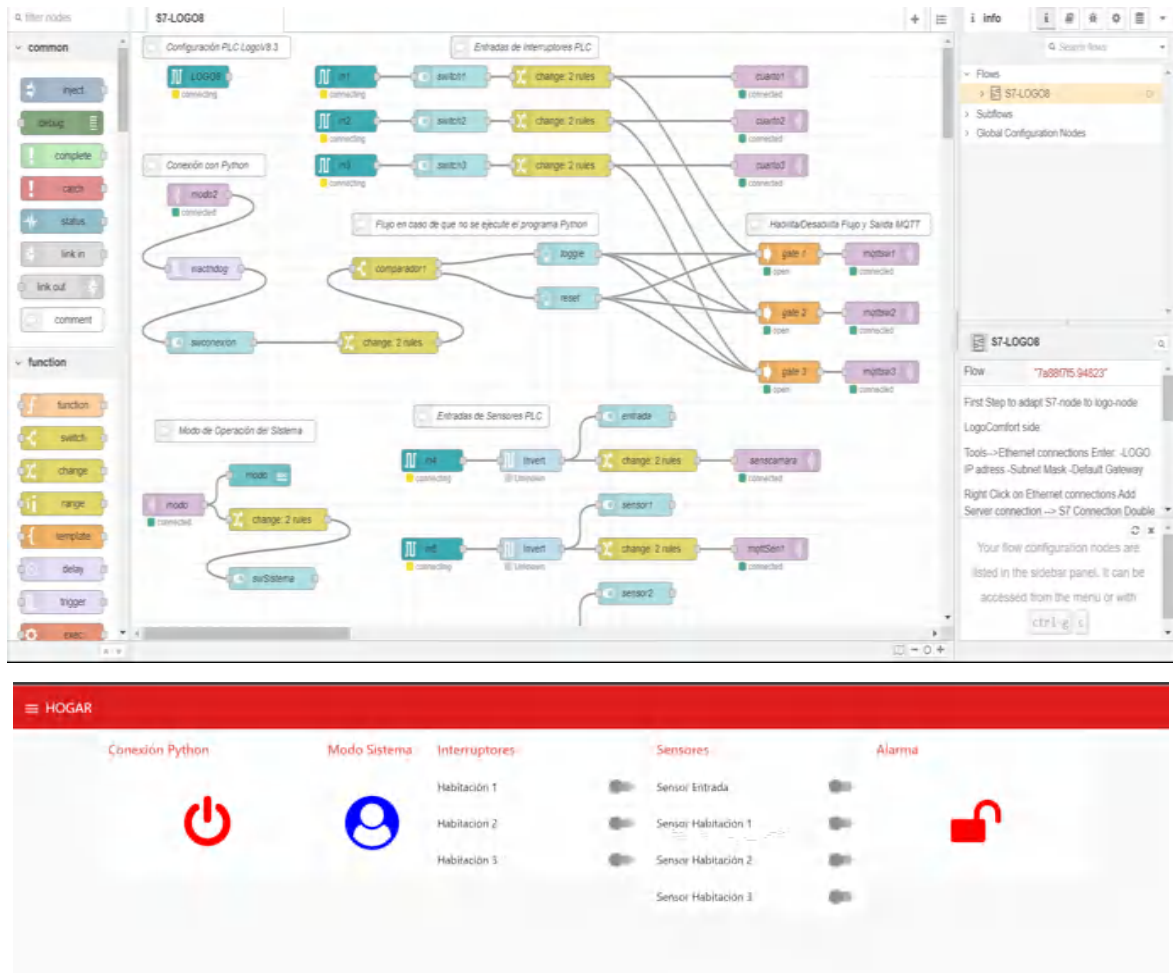 filter nodes
S7-LOGO8
common
inject
debug
complete
catch
status
link in
link out
comment
function
function
switch
change
range
template
delay
trigger
exec
Configuración PLC LogoV8.3
LOGO8
connecting
Entradas de Interruptores PLC
in1
connecting
switch1
change: 2 rules
cuarto1
connected
in2
connecting
switch2
change: 2 rules
cuarto2
connected
in3
connecting
switch3
change: 2 rules
cuarto3
connected
Conexión con Python
modo2
connected
wacthdog
swconexion
change: 2 rules
Flujo en caso de que no se ejecute el programa Python
comparador1
toggle
reset
Habilita/Desabilita Flujo y Salida MQTT
gate 1
open
mqttsw1
connected
gate 2
open
mqttsw2
connected
gate 3
open
mqttsw3
connected
Modo de Operación del Sistema
modo
connected
modo
change: 2 rules
swSistema
Entradas de Sensores PLC
in4
connecting
Invert
Unknown
entrada
change: 2 rules
senscamara
connected
connecting
Invert
Unknown
sensor1
change: 2 rules
mqttSen1
connected
sensor2
i info
Search flows
Flows
S7-LOGO8
Subflows
Global Configuration Nodes
S7-LOGO8
Flow "7a88f7f5.94823"
First Step to adapt S7-node to logo-node
LogoComfort side:
Tools-->Ethernet connections Enter: -LOGO
IP adress -Subnet Mask -Default Gateway
Right Click on Ethernet connections Add
Server connection --> S7 Connection Double
Your flow configuration nodes are
listed in the sidebar panel. It can be
accessed from the menu or with
ctrl-g c
HOGAR
Conexión Python
Modo Sistema
Interruptores
Habitación 1
Habitación 2
Habitación 3
Sensores
Sensor Entrada
Sensor Habitación 1
Sensor Habitación 2
Sensor Habitación 3
Alarma